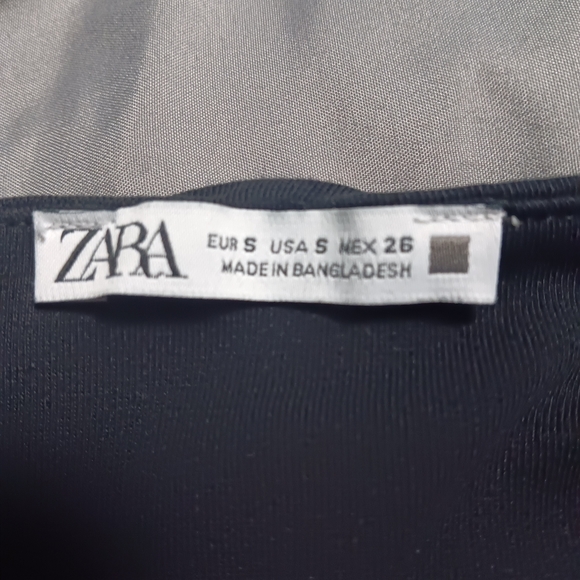 ZARA
EUR S USA S MEX 26
MADE IN BANGLADESH